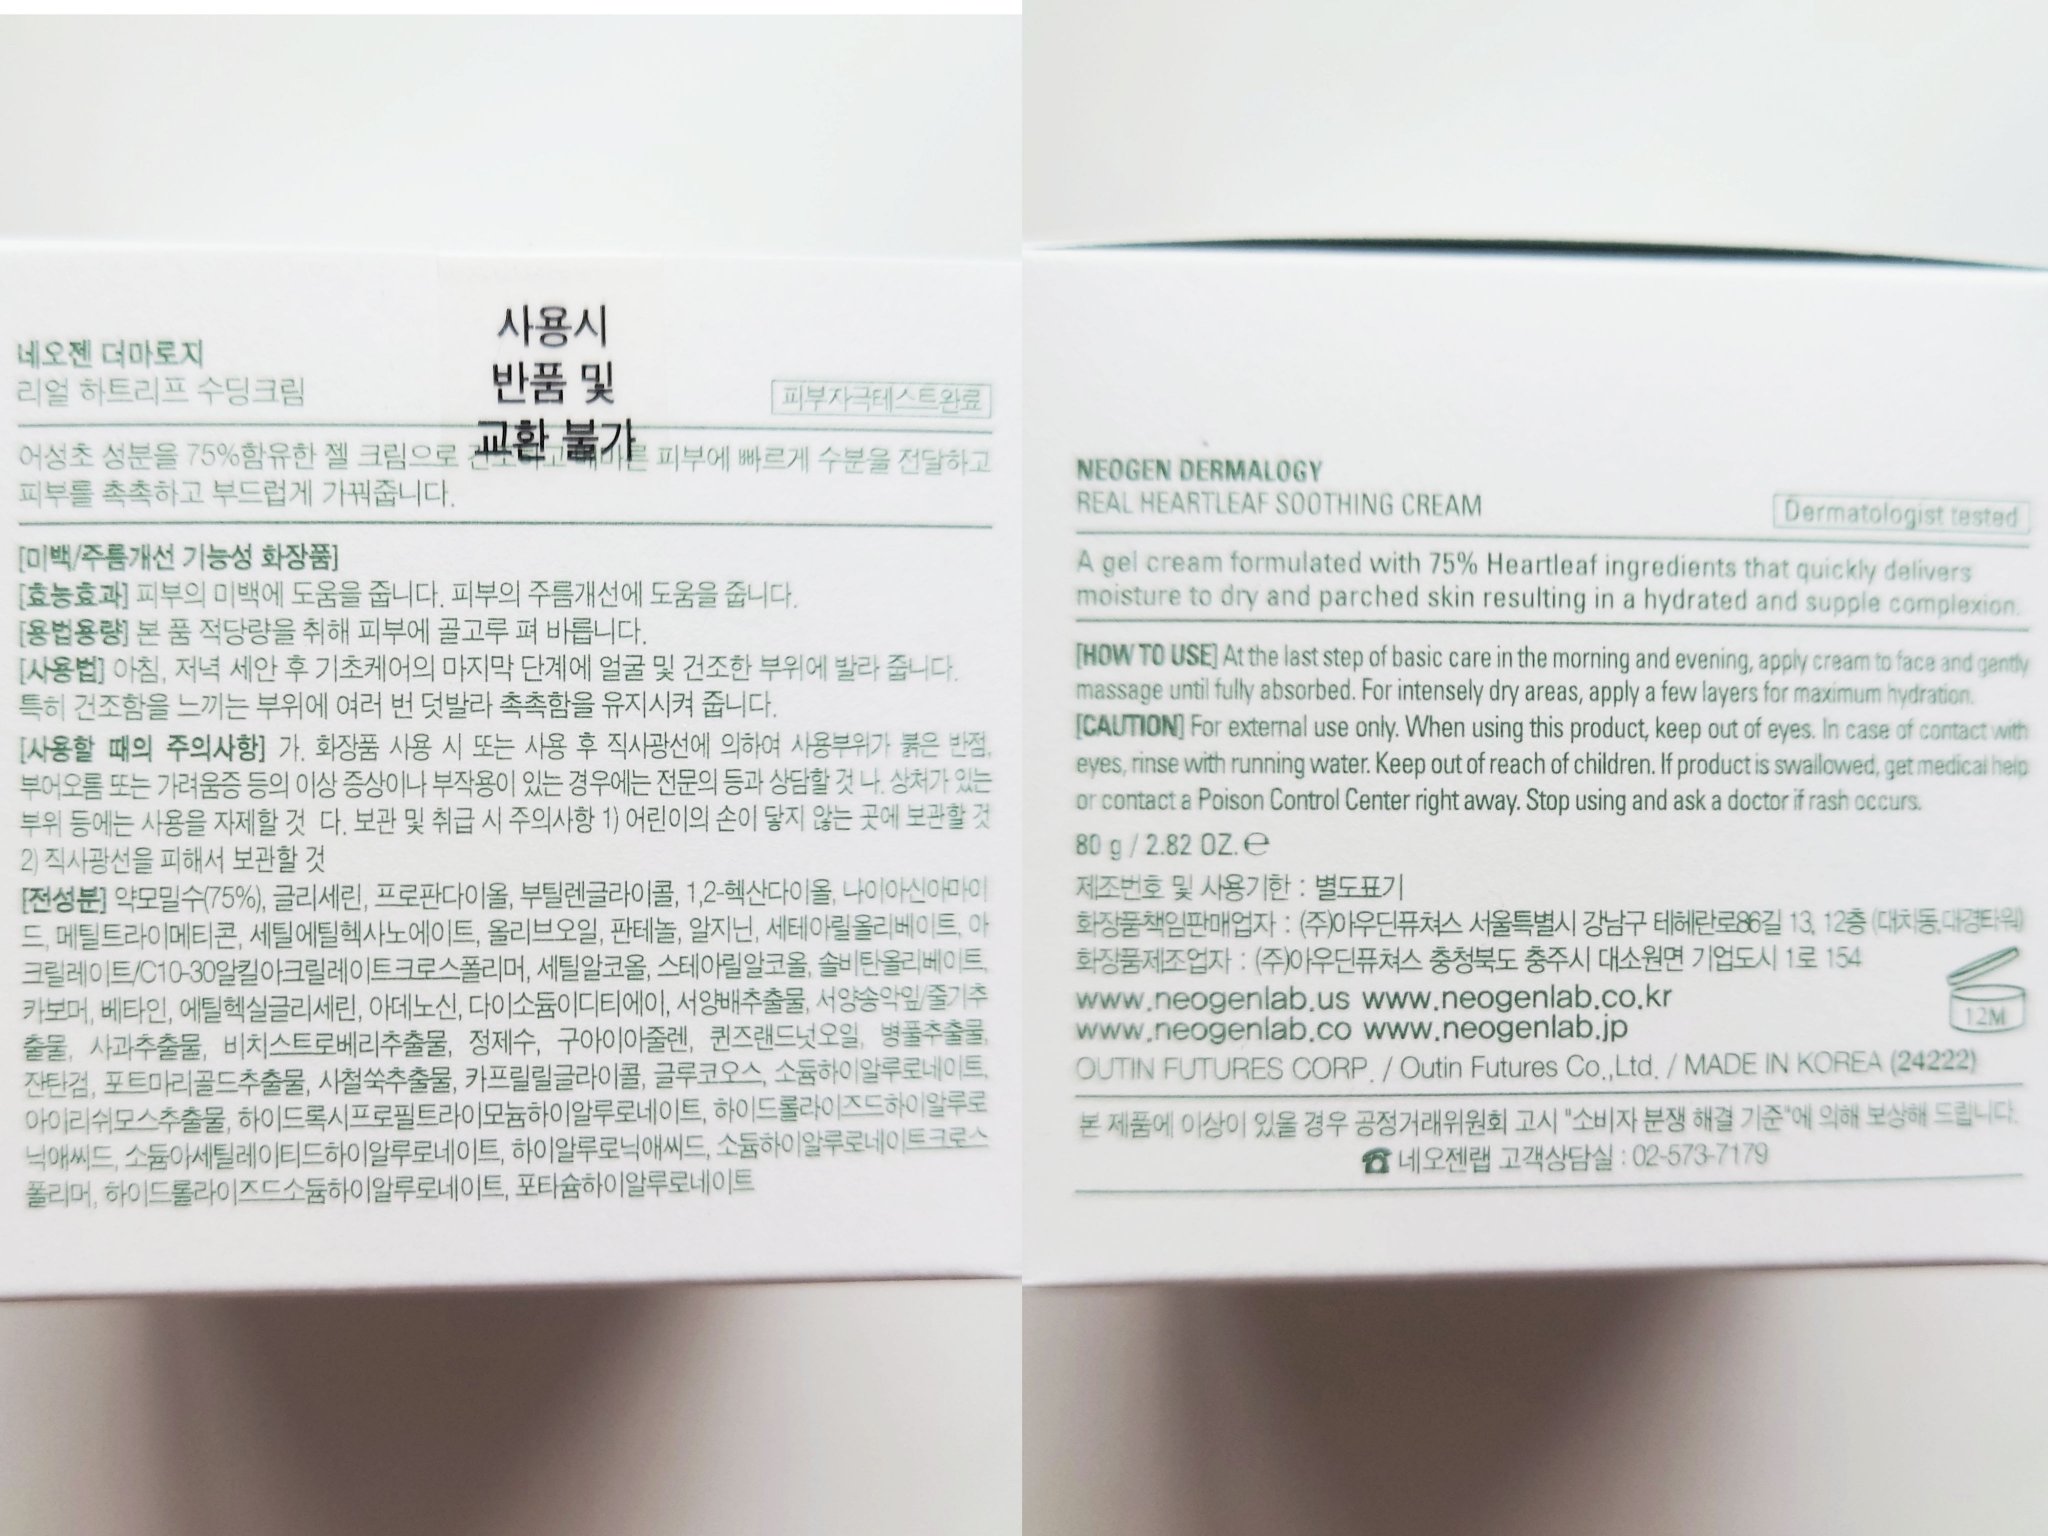 사용시
반품 및
교환 불가
네오젠 더마로지
리얼 하트리프 수딩크림
피부자극테스트완료
어성초 성분을 75%함유한 젤 크림으로 피부에 빠르게 수분을 전달하고
피부를 촉촉하고 부드럽게 가꿔줍니다.
[미백/주름개선 기능성 화장품]
[효능효과] 피부의 미백에 도움을 줍니다. 피부의 주름개선에 도움을 줍니다.
[용법용량] 본 품 적당량을 취해 피부에 골고루 펴 바릅니다.
[사용법] 아침, 저녁 세안 후 기초케어의 마지막 단계에 얼굴 및 건조한 부위에 발라 줍니다.
특히 건조함을 느끼는 부위에 여러 번 덧발라 촉촉함을 유지시켜 줍니다.
[사용할 때의 주의사항] 가. 화장품 사용 시 또는 사용 후 직사광선에 의하여 사용부위가 붉은 반점,
부어오름 또는 가려움증 등의 이상 증상이나 부작용이 있는 경우에는 전문의 등과 상담할 것 나. 상처가 있는
부위 등에는 사용을 자제할 것 다. 보관 및 취급 시 주의사항 1) 어린이의 손이 닿지 않는 곳에 보관할 것
2) 직사광선을 피해서 보관할 것
[전성분] 약모밀수(75%), 글리세린, 프로판다이올, 부틸렌글라이콜, 1,2-헥산다이올, 나이아신아마이
드, 메틸트라이메티콘, 세틸에틸헥사노에이트, 올리브오일, 판테놀, 알지닌, 세테아릴올리베이트, 아
크릴레이트/C10-30알킬아크릴레이트크로스폴리머, 세틸알코올, 스테아릴알코올, 솔비탄올리베이트,
카보머, 베타인, 에틸헥실글리세린, 아데노신, 다이소듐이디티에이, 서양배추출물, 서양송악잎/줄기추
출물, 사과추출물, 비치스트로베리추출물, 정제수, 구아이아줄렌, 퀸즈랜드넛오일, 병풀추출물,
잔탄검, 포트마리골드추출물, 사철쑥추출물, 카프릴릴글라이콜, 글루코오스, 소듐하이알루로네이트,
아이리쉬모스추출물, 하이드록시프로필트라이모늄하이알루로네이트, 하이드롤라이즈드하이알루로
닉애씨드, 소듐아세틸레이티드하이알루로네이트, 하이알루로닉애씨드, 소듐하이알루로네이트크로스
폴리머, 하이드롤라이즈드소듐하이알루로네이트, 포타슘하이알루로네이트
NEOGEN DERMALOGY
REAL HEARTLEAF SOOTHING CREAM
Dermatologist tested
A gel cream formulated with 75% Heartleaf ingredients that quickly delivers
moisture to dry and parched skin resulting in a hydrated and supple complexion.
[HOW TO USE] At the last step of basic care in the morning and evening, apply cream to face and gently
massage until fully absorbed. For intensely dry areas, apply a few layers for maximum hydration.
[CAUTION] For external use only. When using this product, keep out of eyes. In case of contact with
eyes, rinse with running water. Keep out of reach of children. If product is swallowed, get medical help
or contact a Poison Control Center right away. Stop using and ask a doctor if rash occurs.
80 g / 2.82 OZ. ℮
제조번호 및 사용기한 : 별도표기
화장품책임판매업자 : (주)아우딘퓨쳐스 서울특별시 강남구 테헤란로86길 13, 12층 (대치동,대경타워)
화장품제조업자 : (주)아우딘퓨쳐스 충청북도 충주시 대소원면 기업도시 1로 154
12M
www.neogenlab.us www.neogenlab.co.kr
www.neogenlab.co www.neogenlab.jp
OUTIN FUTURES CORP. / Outin Futures Co.,Ltd. / MADE IN KOREA (24222)
본 제품에 이상이 있을 경우 공정거래위원회 고시 "소비자 분쟁 해결 기준"에 의해 보상해 드립니다.
☎ 네오젠랩 고객상담실 : 02-573-7179